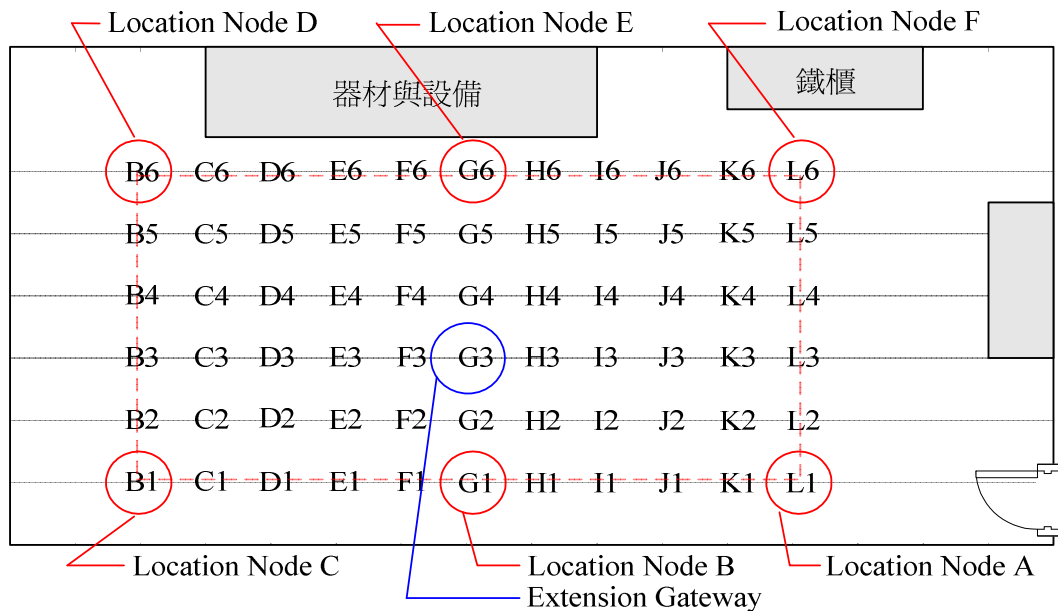 Location Node D Location Node E Location Node F
器材與設備 鐵櫃
B6 C6 D6 E6 F6 G6 H6 I6 J6 K6 L6
B5 C5 D5 E5 F5 G5 H5 I5 J5 K5 L5
B4 C4 D4 E4 F4 G4 H4 I4 J4 K4 L4
B3 C3 D3 E3 F3 G3 H3 I3 J3 K3 L3
B2 C2 D2 E2 F2 G2 H2 I2 J2 K2 L2
B1 C1 D1 E1 F1 G1 H1 I1 J1 K1 L1
Location Node C Location Node B Location Node A
Extension Gateway